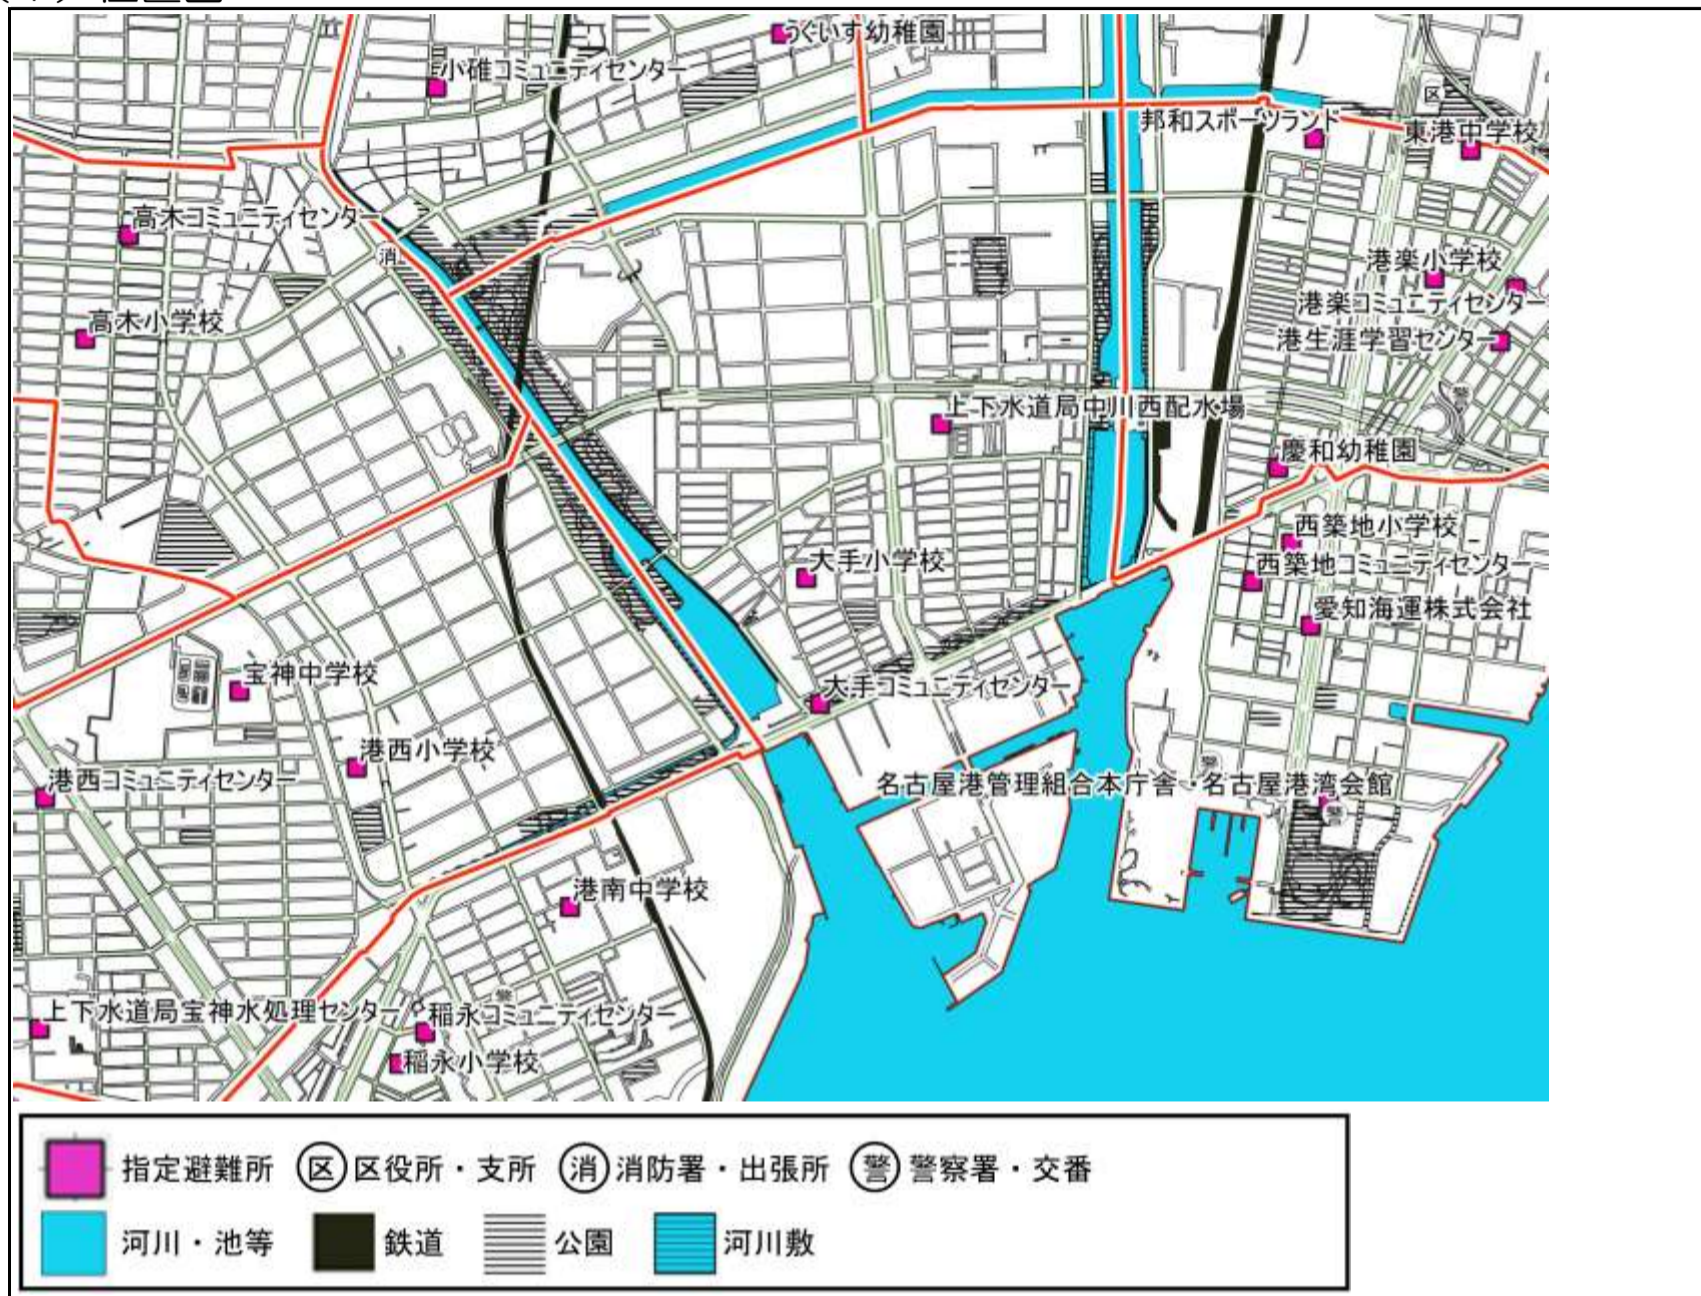 うぐいす幼稚園
小碓コミュニティセンター
区
邦和スポーツランド
東港中学校
高木コミュニティセンター
消
港楽小学校
港楽コミュニティセンター
高木小学校
港生涯学習センター
警
上下水道局中川西配水場
慶和幼稚園
西築地小学校
大手小学校
西築地コミュニティセンター
愛知海運株式会社
宝神中学校
大手コミュニティセンター
港西小学校
警
港西コミュニティセンター
名古屋港管理組合本庁舎・名古屋港湾会館
警
港南中学校
警
上下水道局宝神水処理センター
稲永コミュニティセンター
稲永小学校
指定避難所 区 区役所・支所 消 消防署・出張所 警 警察署・交番
河川・池等 鉄道 公園 河川敷